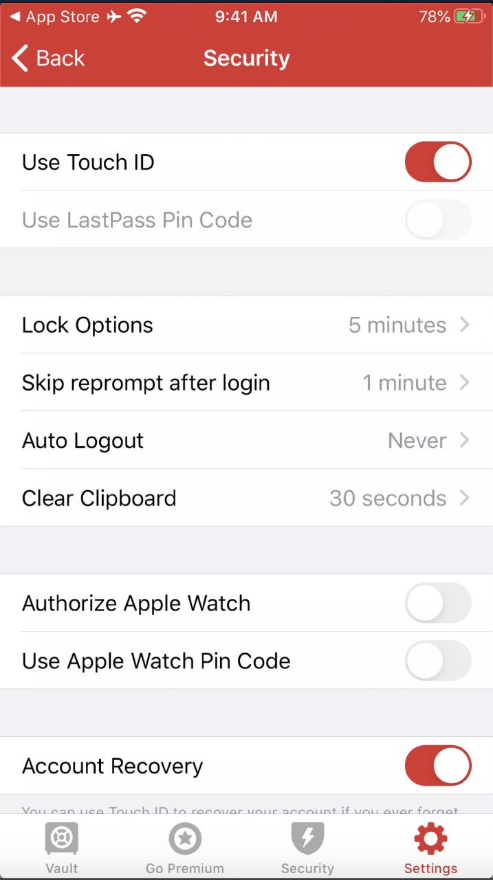 App Store 9:41 AM 78%
Back Security
Use Touch ID
Use LastPass Pin Code
Lock Options 5 minutes
Skip reprompt after login 1 minute
Auto Logout Never
Clear Clipboard 30 seconds
Authorize Apple Watch
Use Apple Watch Pin Code
Account Recovery
You can use Touch ID to recover your account if you ever forget
Vault Go Premium Security Settings